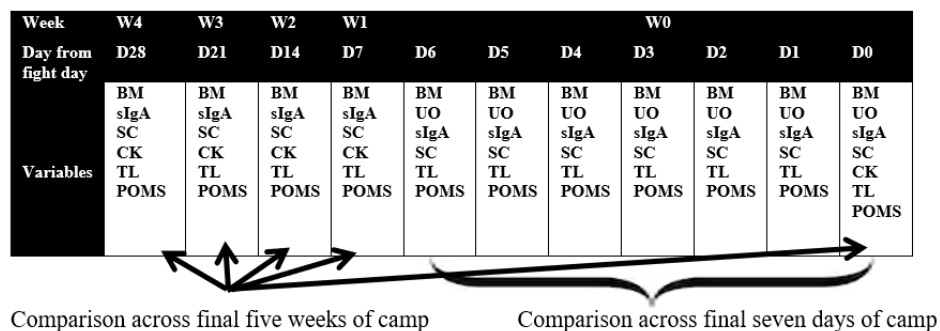 Week W4 W3 W2 W1 W0
Day from fight day D28 D21 D14 D7 D6 D5 D4 D3 D2 D1 D0
BM BM BM BM BM BM BM BM BM BM BM
sIgA sIgA sIgA sIgA UO UO UO UO UO UO UO
SC SC SC SC sIgA sIgA sIgA sIgA sIgA sIgA sIgA
CK CK CK CK SC SC SC SC SC SC SC
Variables TL TL TL TL TL TL TL TL TL TL CK
POMS POMS POMS POMS POMS POMS POMS POMS POMS POMS TL
POMS
Comparison across final five weeks of camp Comparison across final seven days of camp